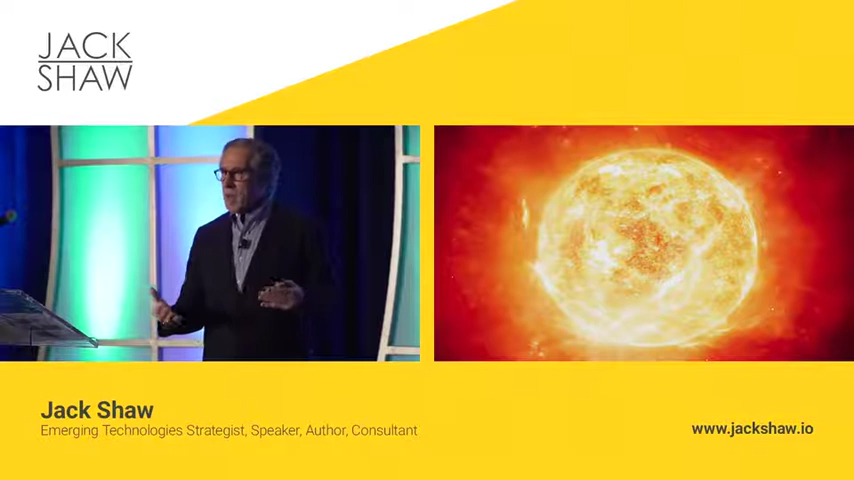 JACK
SHAW
Jack Shaw
Emerging Technologies Strategist, Speaker, Author, Consultant
www.jackshaw.io